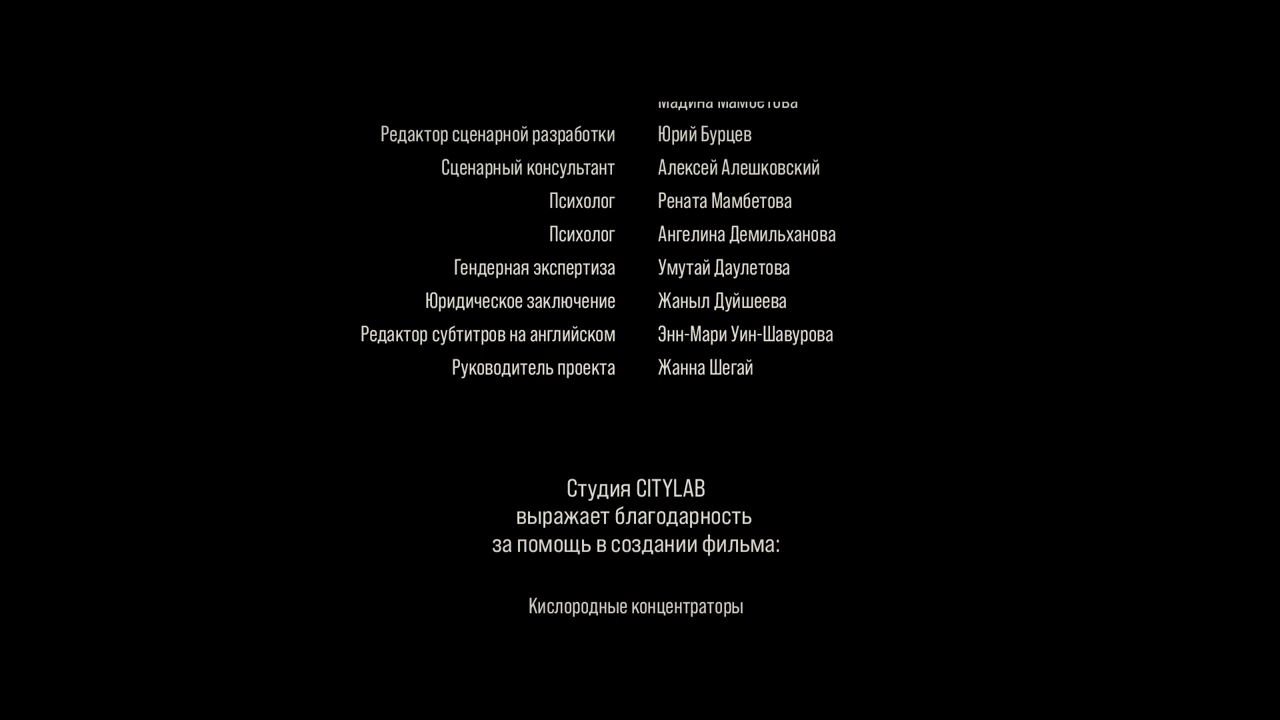 Мадина Мамбетова
Редактор сценарной разработки Юрий Бурцев
Сценарный консультант Алексей Алешковский
Психолог Рената Мамбетова
Психолог Ангелина Демильханова
Гендерная экспертиза Умутай Даулетова
Юридическое заключение Жаныл Дуйшеева
Редактор субтитров на английском Энн-Мари Уин-Шавурова
Руководитель проекта Жанна Шегай
Студия CITYLAB
выражает благодарность
за помощь в создании фильма:
Кислородные концентраторы